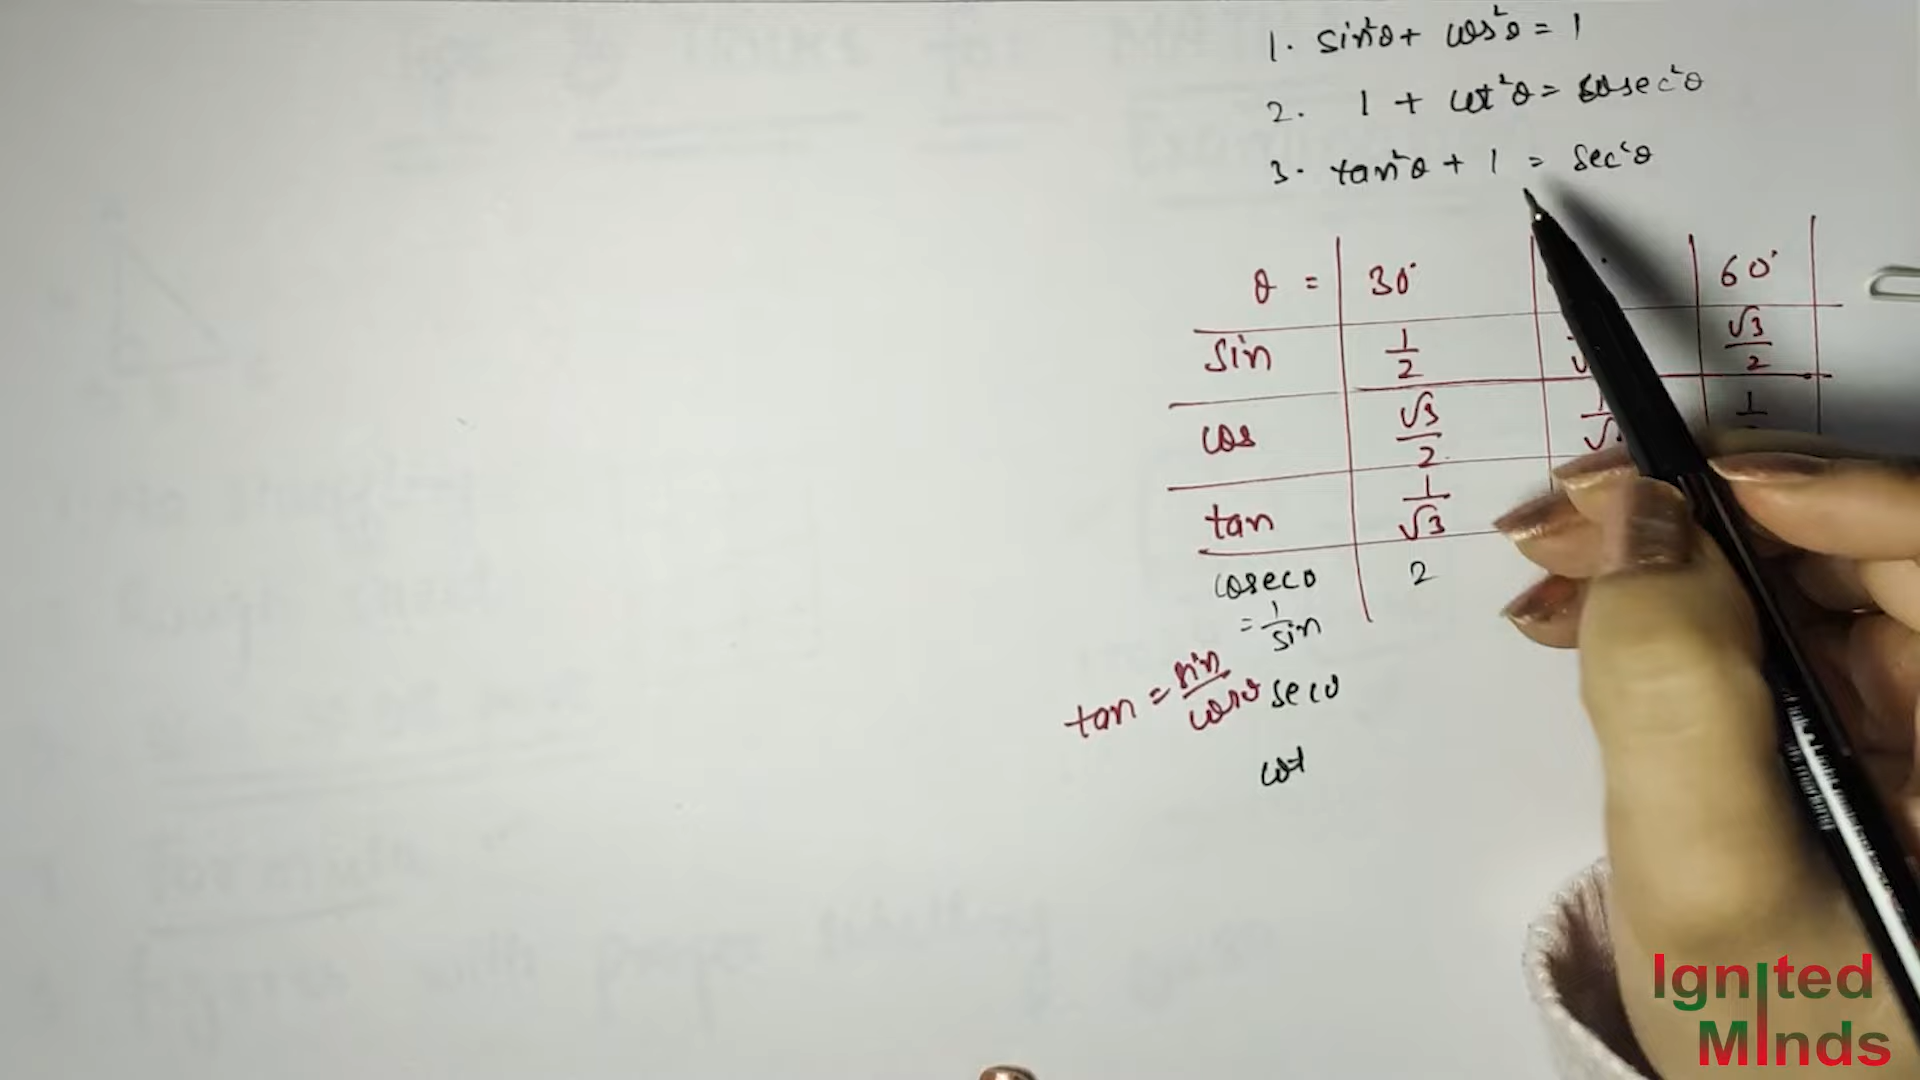 1. sin²θ + cos²θ = 1
2. 1 + cot²θ = cosec²θ
3. tan²θ + 1 = sec²θ
θ = 30° 60°
sin 1/2 √3/2
cos √3/2 1/√ 1
tan 1/√3
cosecθ 2
= 1/sin
tan = sin/cosθ secθ
cot
Ignited
Minds